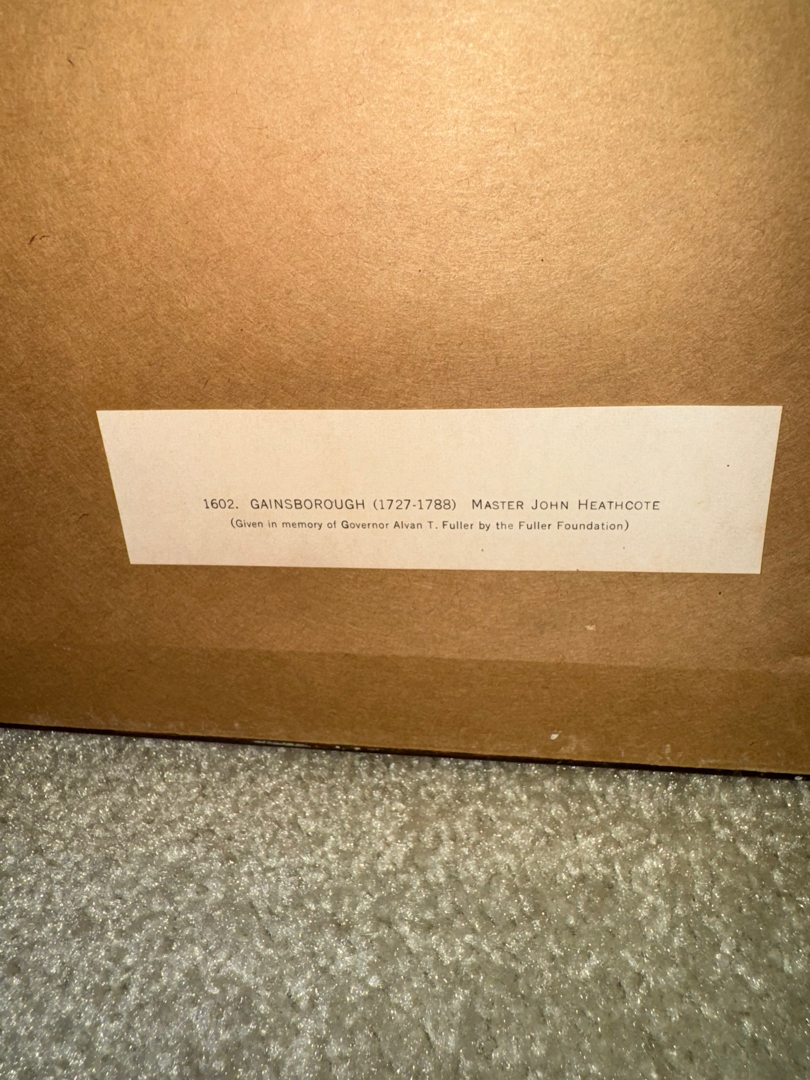 1602. GAINSBOROUGH (1727-1788) MASTER JOHN HEATHCOTE
(Given in memory of Governor Alvan T. Fuller by the Fuller Foundation)